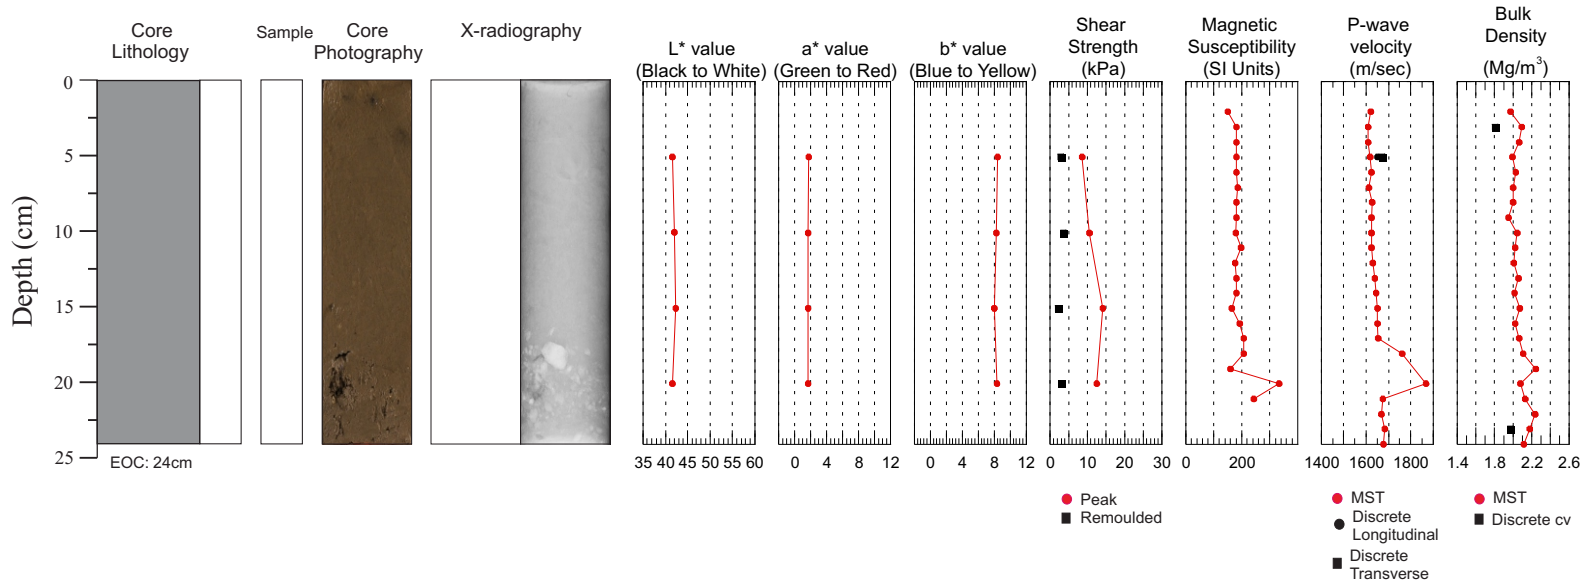 Core
Lithology
Sample
Core
Photography
X-radiography
L* value
(Black to White)
a* value
(Green to Red)
b* value
(Blue to Yellow)
Shear
Strength
(kPa)
Magnetic
Susceptibility
(SI Units)
P-wave
velocity
(m/sec)
Bulk
Density
(Mg/m³)
Depth (cm)
0
5
10
15
20
25
EOC: 24cm
35 40 45 50 55 60
0 4 8 12
0 4 8 12
0 10 20 30
0 200
1400 1600 1800
1.4 1.8 2.2 2.6
Peak
Remoulded
MST
Discrete
Longitudinal
Discrete
Transverse
MST
Discrete cv